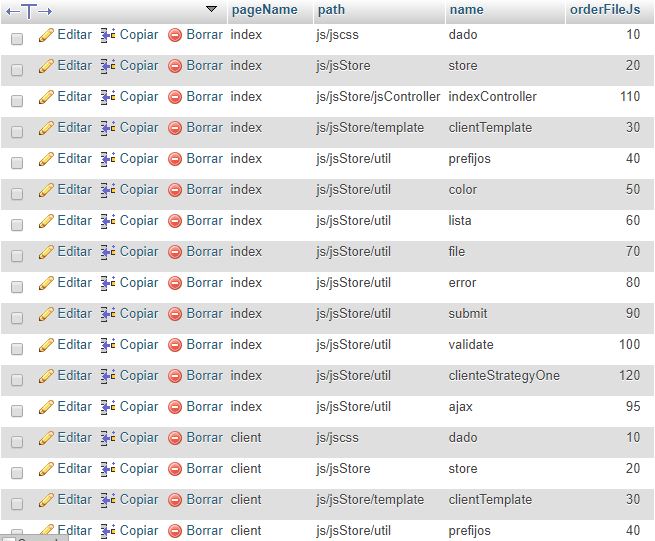 pageName path name orderFileJs
Editar Copiar Borrar index js/jscss dado 10
Editar Copiar Borrar index js/jsStore store 20
Editar Copiar Borrar index js/jsStore/jsController indexController 110
Editar Copiar Borrar index js/jsStore/template clientTemplate 30
Editar Copiar Borrar index js/jsStore/util prefijos 40
Editar Copiar Borrar index js/jsStore/util color 50
Editar Copiar Borrar index js/jsStore/util lista 60
Editar Copiar Borrar index js/jsStore/util file 70
Editar Copiar Borrar index js/jsStore/util error 80
Editar Copiar Borrar index js/jsStore/util submit 90
Editar Copiar Borrar index js/jsStore/util validate 100
Editar Copiar Borrar index js/jsStore/util clienteStrategyOne 120
Editar Copiar Borrar index js/jsStore/util ajax 95
Editar Copiar Borrar client js/jscss dado 10
Editar Copiar Borrar client js/jsStore store 20
Editar Copiar Borrar client js/jsStore/template clientTemplate 30
Editar Copiar Borrar client js/jsStore/util prefijos 40